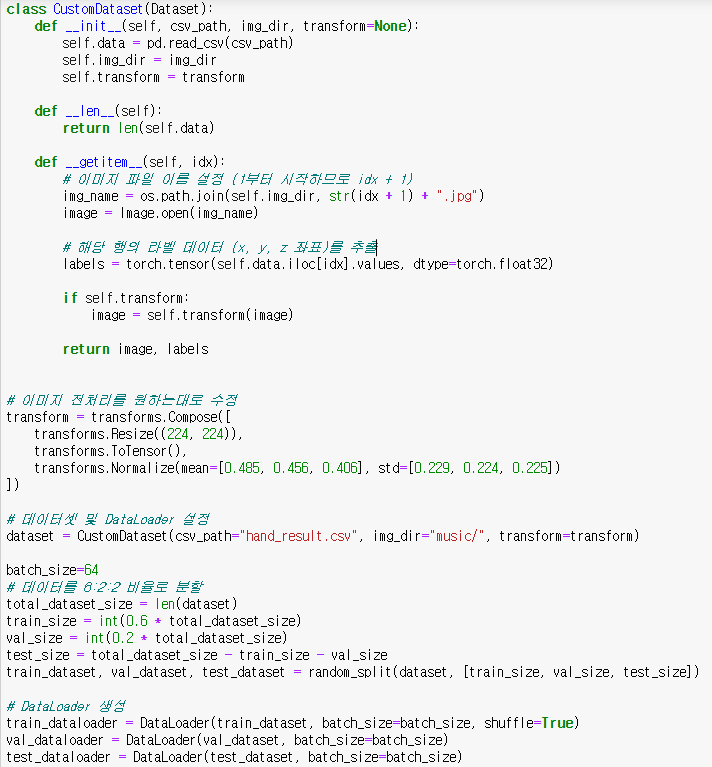 class CustomDataset(Dataset):
    def __init__(self, csv_path, img_dir, transform=None):
        self.data = pd.read_csv(csv_path)
        self.img_dir = img_dir
        self.transform = transform

    def __len__(self):
        return len(self.data)

    def __getitem__(self, idx):
        # 이미지 파일 이름 설정 (1부터 시작하므로 idx + 1)
        img_name = os.path.join(self.img_dir, str(idx + 1) + ".jpg")
        image = Image.open(img_name)

        # 해당 행의 라벨 데이터 (x, y, z 좌표)를 추출
        labels = torch.tensor(self.data.iloc[idx].values, dtype=torch.float32)

        if self.transform:
            image = self.transform(image)

        return image, labels


# 이미지 전처리를 원하는대로 수정
transform = transforms.Compose([
    transforms.Resize((224, 224)),
    transforms.ToTensor(),
    transforms.Normalize(mean=[0.485, 0.456, 0.406], std=[0.229, 0.224, 0.225])
])

# 데이터셋 및 DataLoader 설정
dataset = CustomDataset(csv_path="hand_result.csv", img_dir="music/", transform=transform)

batch_size=64
# 데이터를 6:2:2 비율로 분할
total_dataset_size = len(dataset)
train_size = int(0.6 * total_dataset_size)
val_size = int(0.2 * total_dataset_size)
test_size = total_dataset_size - train_size - val_size
train_dataset, val_dataset, test_dataset = random_split(dataset, [train_size, val_size, test_size])

# DataLoader 생성
train_dataloader = DataLoader(train_dataset, batch_size=batch_size, shuffle=True)
val_dataloader = DataLoader(val_dataset, batch_size=batch_size)
test_dataloader = DataLoader(test_dataset, batch_size=batch_size)